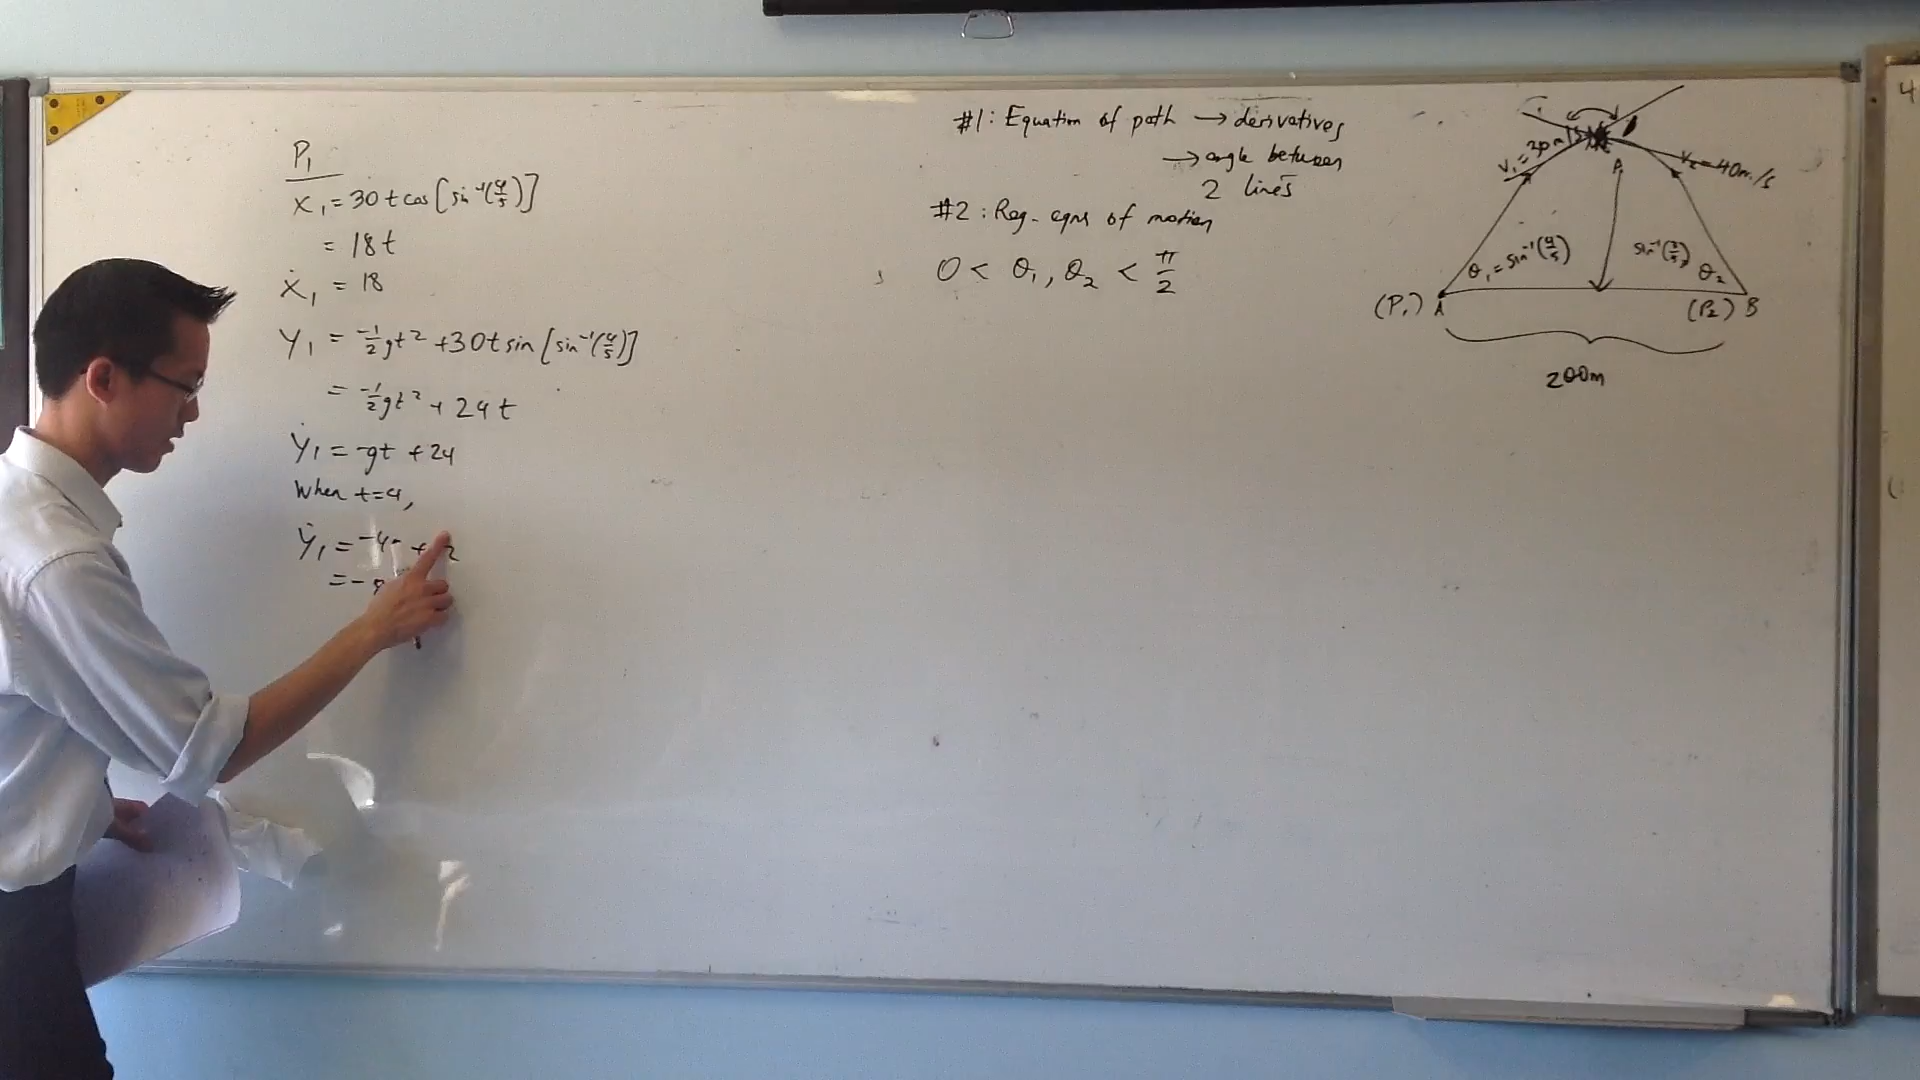 P₁
x₁ = 30t cos[sin⁻¹(4/5)]
= 18t
ẋ₁ = 18
y₁ = -1/2gt² + 30t sin[sin⁻¹(4/5)]
= -1/2gt² + 24t
ẏ₁ = -gt + 24
When t=4,
ẏ₁ = -4
= -
#1: Equation of path → derivatives
→ angle between
2 lines
#2: Reg. eqns of motion
0 < θ₁, θ₂ < π/2
V₁ = 30m/s
V₂ = 40m/s
θ₁ = sin⁻¹(4/5)
sin⁻¹(3/5) θ₂
(P₁) A
(P₂) B
200m
4